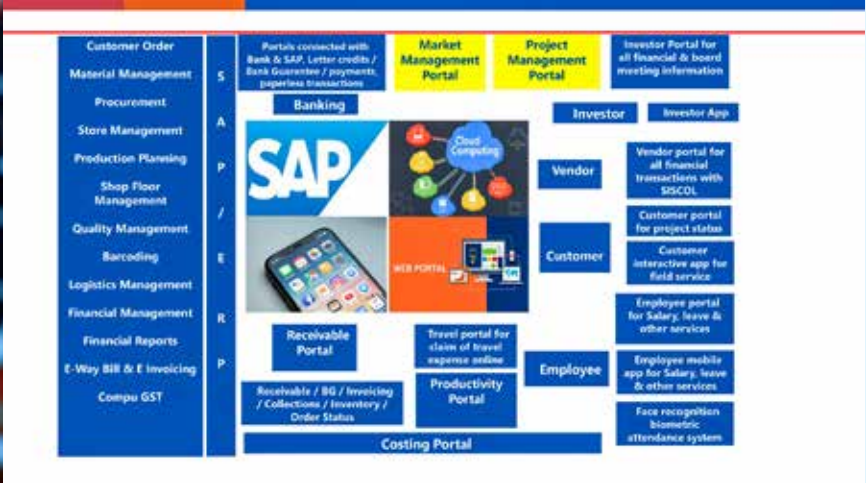 Customer Order
Material Management
Procurement
Store Management
Production Planning
Shop Floor
Management
Quality Management
Barcoding
Logistics Management
Financial Management
Financial Reports
E-Way Bill & E Invoicing
Compu GST
S
A
P
/
E
R
P
Portals connected with
Bank & SAP, Letter credits /
Bank Guarantee / payments,
paperless transactions
Banking
Market
Management
Portal
Project
Management
Portal
Investor Portal for
all financial & board
meeting information
Investor
Investor App
SAP
Cloud
Computing
WEB PORTAL
Vendor
Vendor portal for
all financial
transactions with
SISCOL
Customer
Customer portal
for project status
Customer
interactive app for
field service
Receivable
Portal
Receivable / BG / Invoicing
/ Collections / Inventory /
Order Status
Travel portal for
claim of travel
expense online
Productivity
Portal
Employee
Employee portal
for Salary, leave &
other services
Employee mobile
app for Salary, leave
& other services
Face recognition
biometric
attendance system
Costing Portal